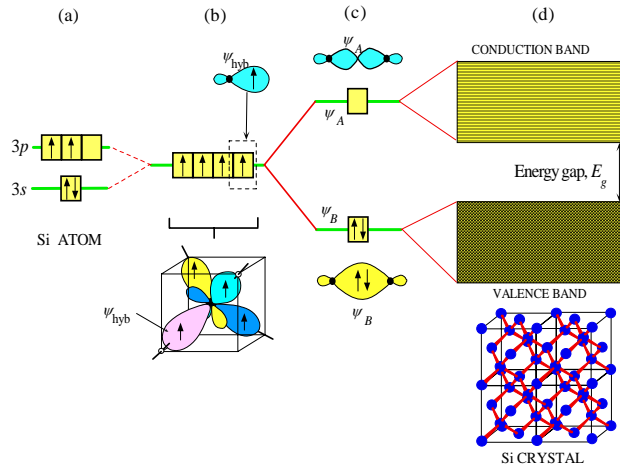 (a)
(b)
(c)
(d)
ψhyb
ψA
CONDUCTION BAND
ψA
3p
3s
Energy gap, Eg
ψB
Si ATOM
ψhyb
ψB
VALENCE BAND
Si CRYSTAL